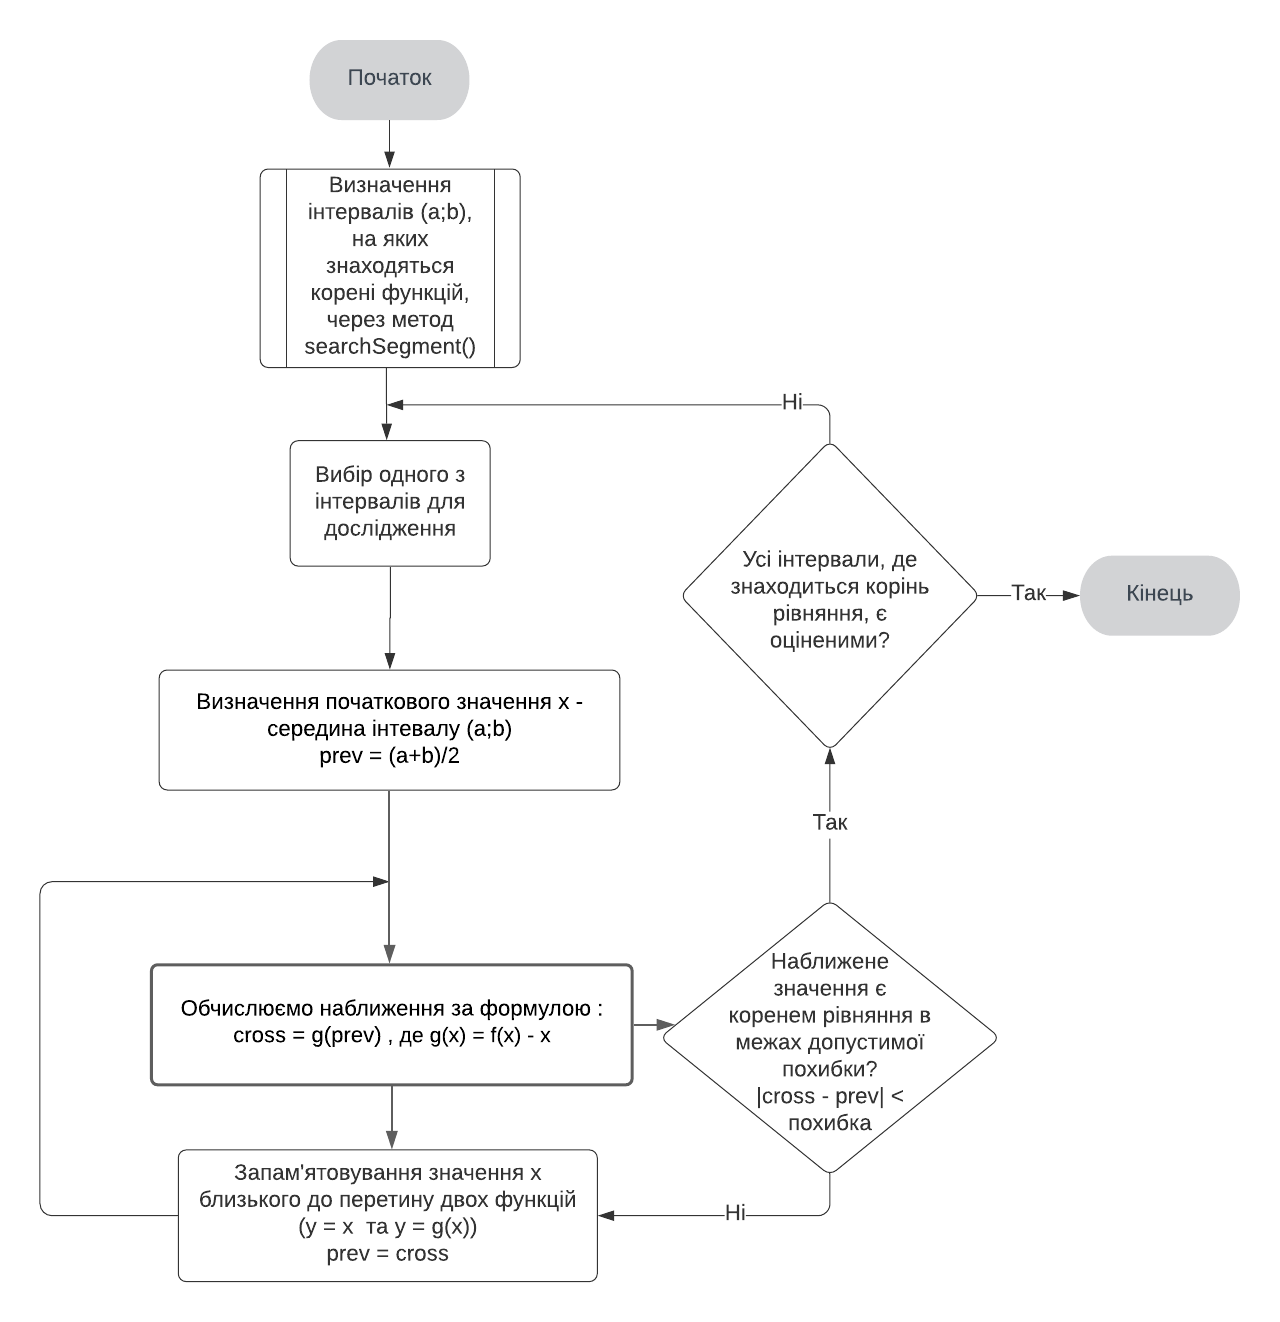 Початок
Визначення
інтервалів (a;b),
на яких
знаходяться
корені функцій,
через метод
searchSegment()
Ні
Вибір одного з
інтервалів для
дослідження
Усі інтервали, де
знаходиться корінь
рівняння, є
оціненими?
Так
Кінець
Визначення початкового значення x -
середина інтевалу (a;b)
prev = (a+b)/2
Так
Обчислюємо наближення за формулою :
cross = g(prev) , де g(x) = f(x) - x
Наближене
значення є
коренем рівняння в
межах допустимої
похибки?
|cross - prev| <
похибка
Запам'ятовування значення x
близького до перетину двох функцій
(y = x  та y = g(x))
prev = cross
Ні